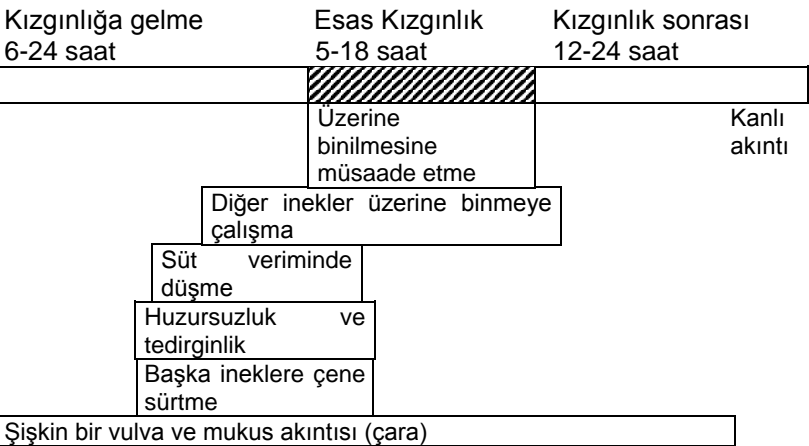 Kızgınlığa gelme
6-24 saat
Esas Kızgınlık
5-18 saat
Kızgınlık sonrası
12-24 saat
Üzerine
binilmesine
müsaade etme
Kanlı
akıntı
Diğer inekler üzerine binmeye
çalışma
Süt veriminde
düşme
Huzursuzluk ve
tedirginlik
Başka ineklere çene
sürtme
Şişkin bir vulva ve mukus akıntısı (çara)